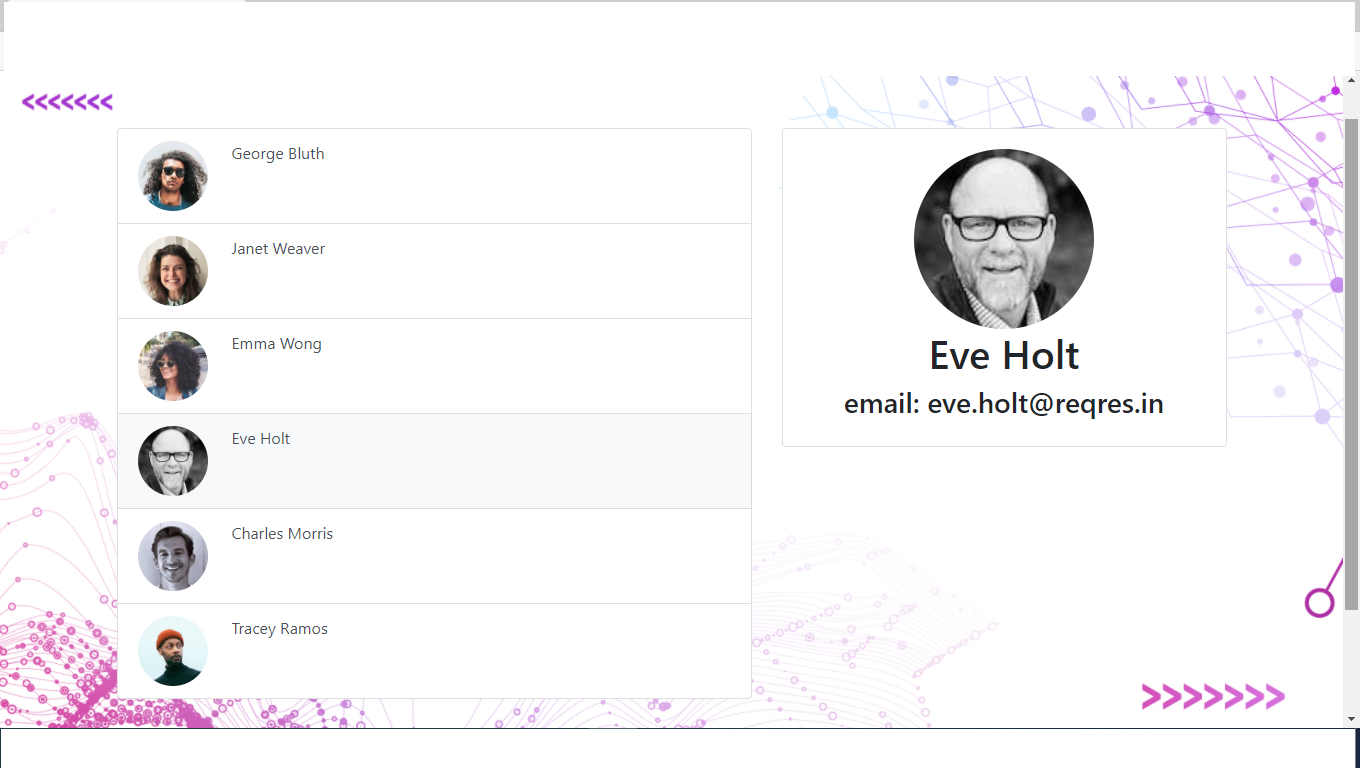 George Bluth
Janet Weaver
Emma Wong
Eve Holt
Charles Morris
Tracey Ramos
Eve Holt
email: eve.holt@reqres.in